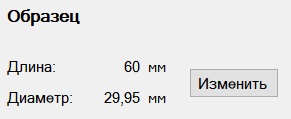 Образец
Длина: 60 мм
Изменить
Диаметр: 29,95 мм